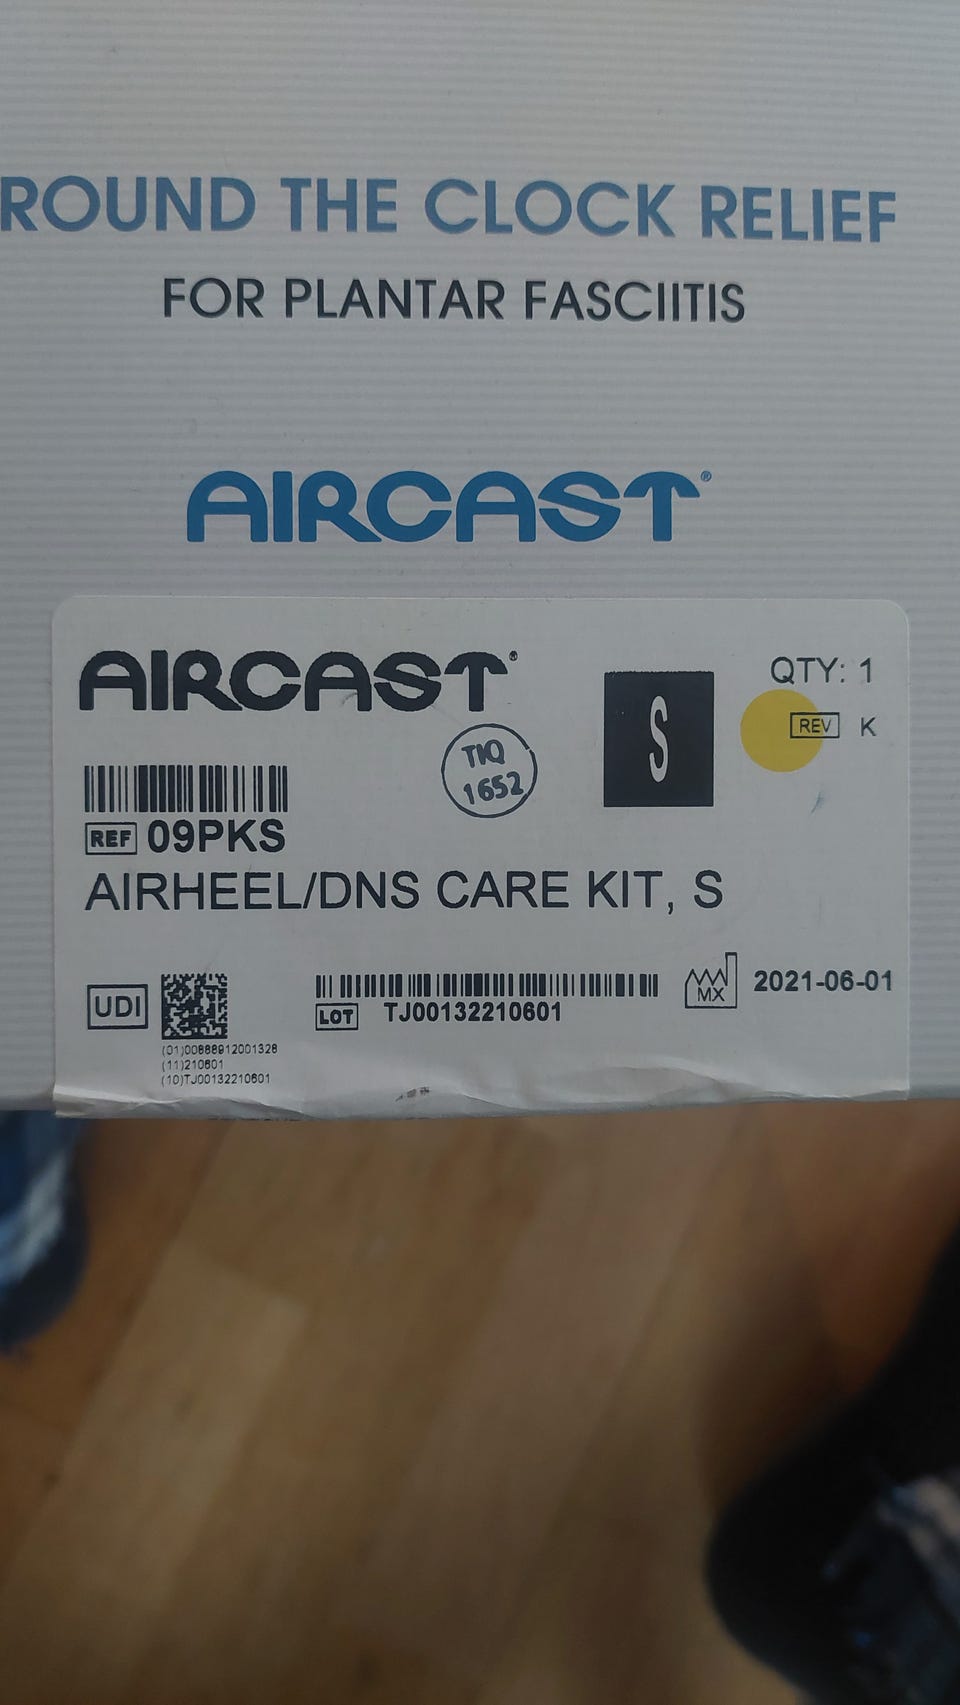 ROUND THE CLOCK RELIEF
FOR PLANTAR FASCIITIS
AIRCAST®
AIRCAST®
S
QTY: 1
REV K
TIQ
1652
REF 09PKS
AIRHEEL/DNS CARE KIT, S
UDI
(01)00888912001328
(11)210601
(10)TJ00132210601
LOT TJ00132210601
MX 2021-06-01